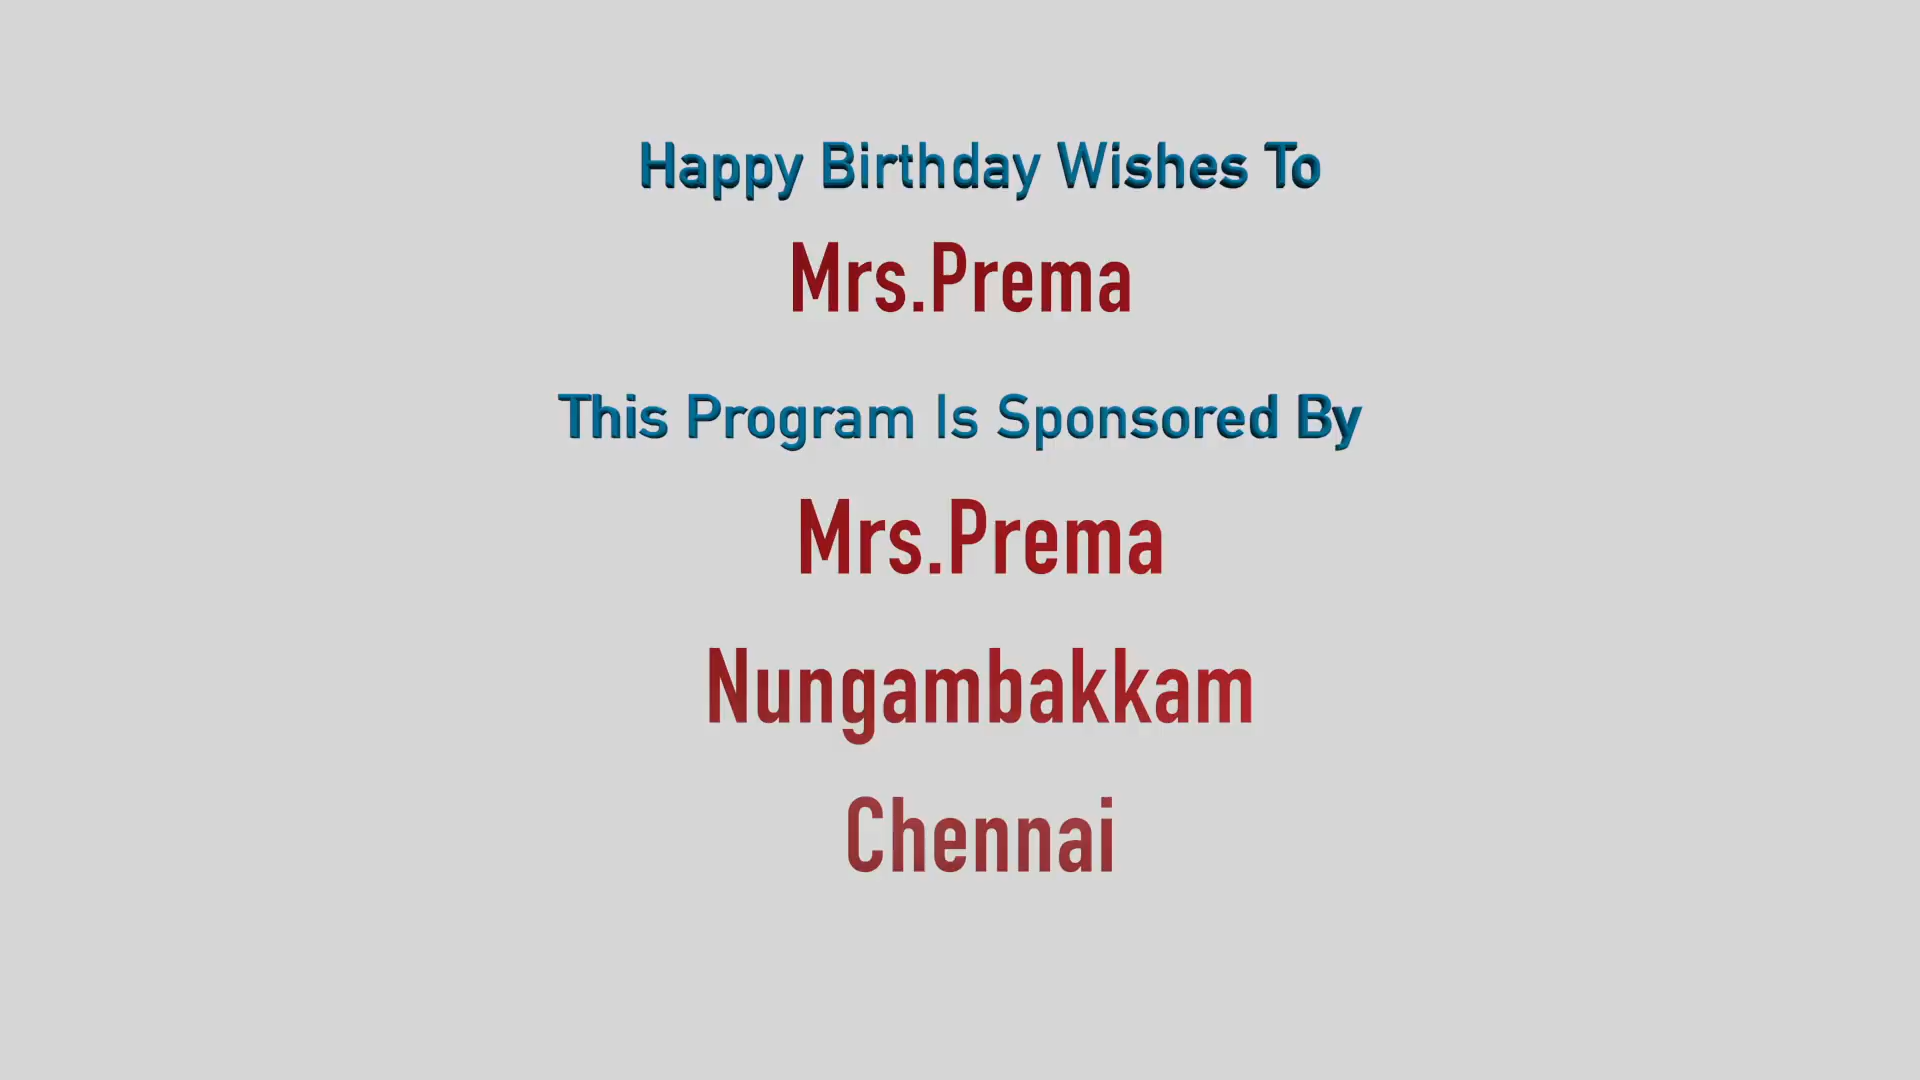 Happy Birthday Wishes To
Mrs.Prema
This Program Is Sponsored By
Mrs.Prema
Nungambakkam
Chennai